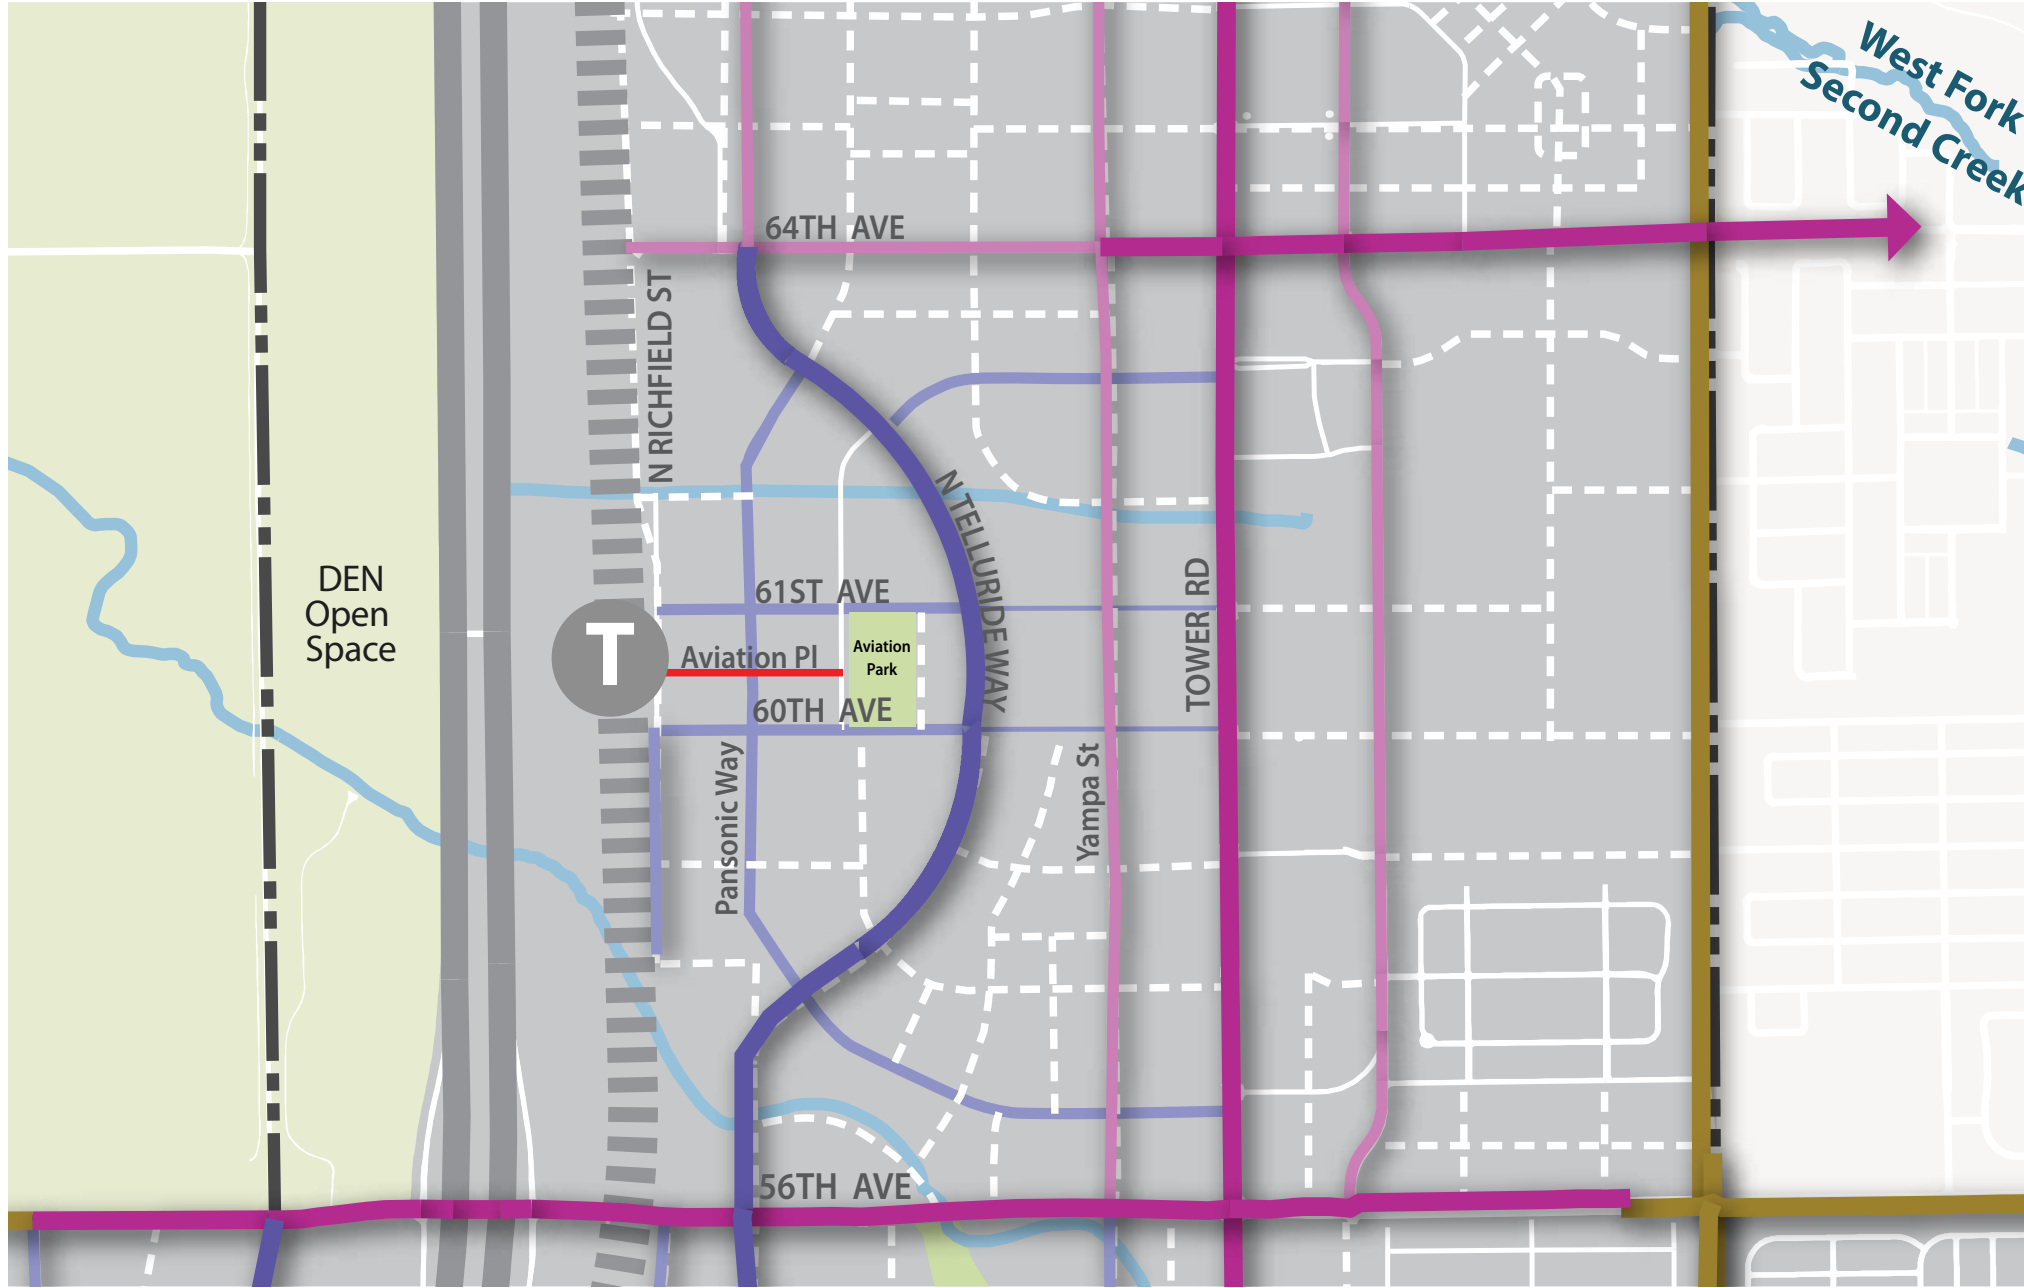 West Fork
Second Creek
64TH AVE
N RICHFIELD ST
N TELLURIDE WAY
DEN
Open
Space
61ST AVE
TOWER RD
T
Aviation Pl
Aviation
Park
60TH AVE
Pansonic Way
Yampa St
56TH AVE